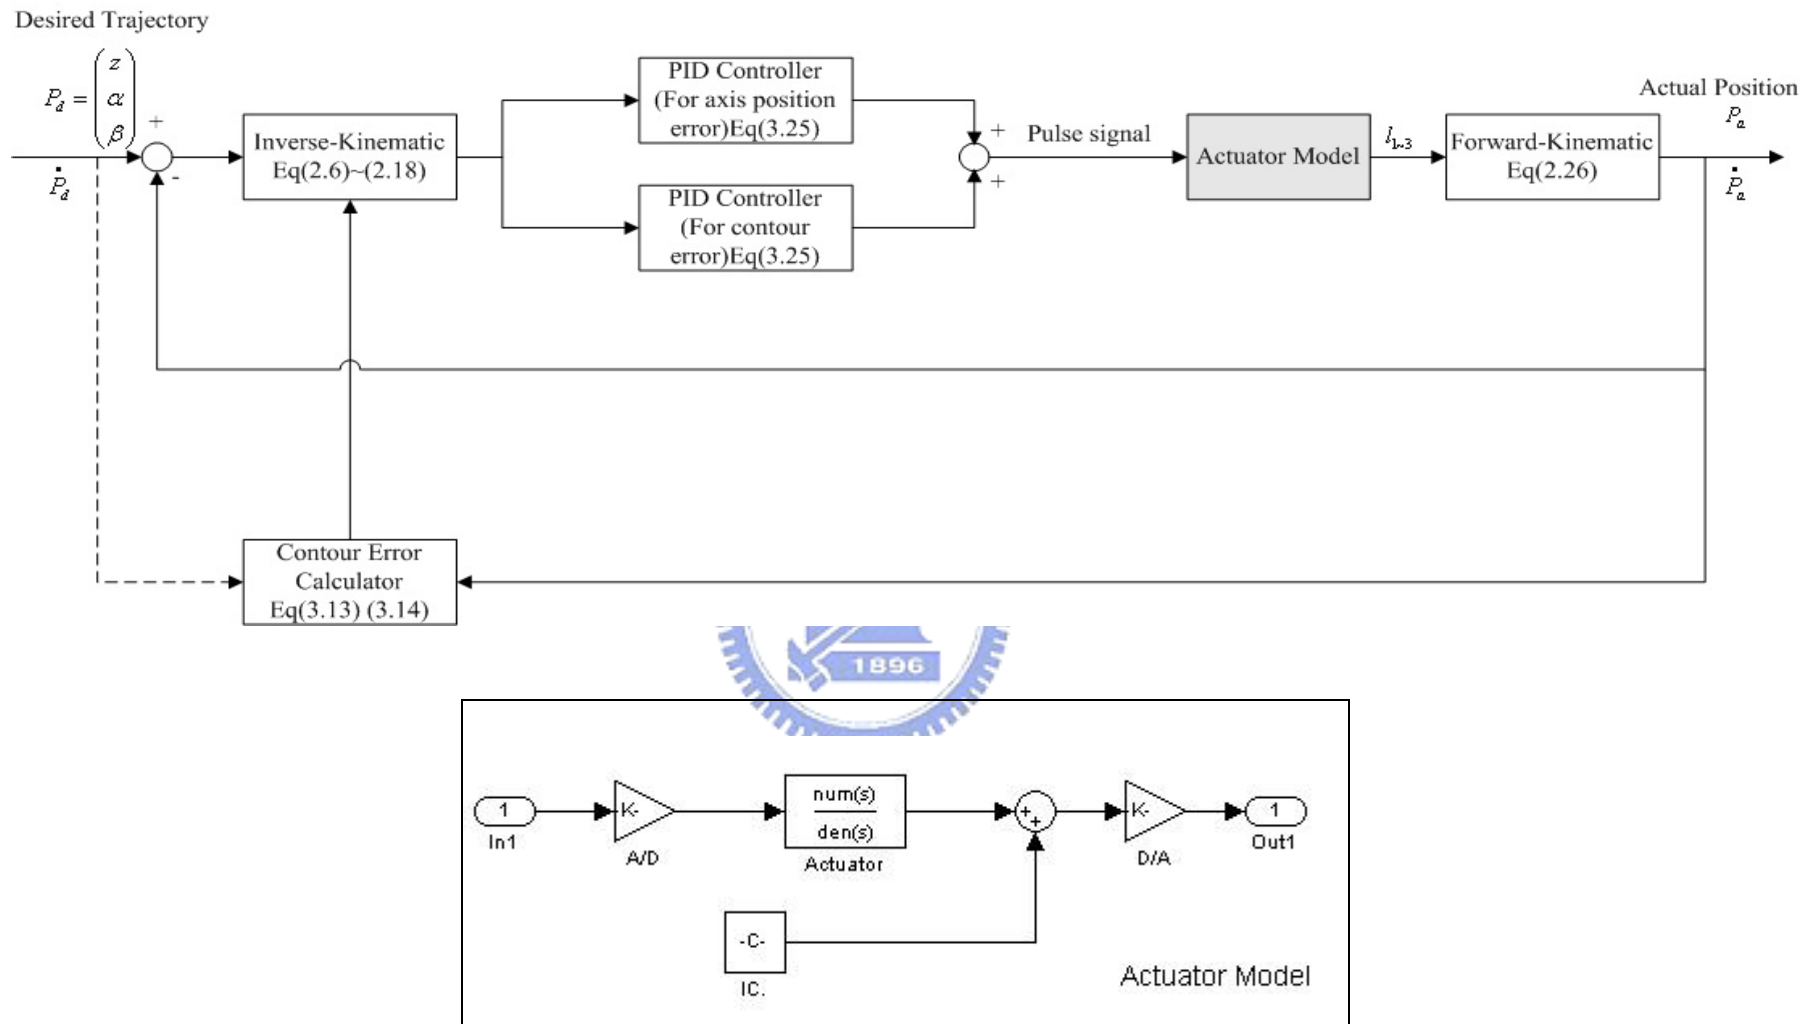 Desired Trajectory
P_d = (z α β)
+
-
Ṗ_d
Inverse-Kinematic
Eq(2.6)~(2.18)
PID Controller
(For axis position
error)Eq(3.25)
PID Controller
(For contour
error)Eq(3.25)
+
+
Pulse signal
Actuator Model
l_1~3
Forward-Kinematic
Eq(2.26)
Actual Position
P_a
Ṗ_a
Contour Error
Calculator
Eq(3.13) (3.14)
1896
1
In1
K-
A/D
num(s)
den(s)
Actuator
+
+
K-
D/A
1
Out1
-C-
IC.
Actuator Model